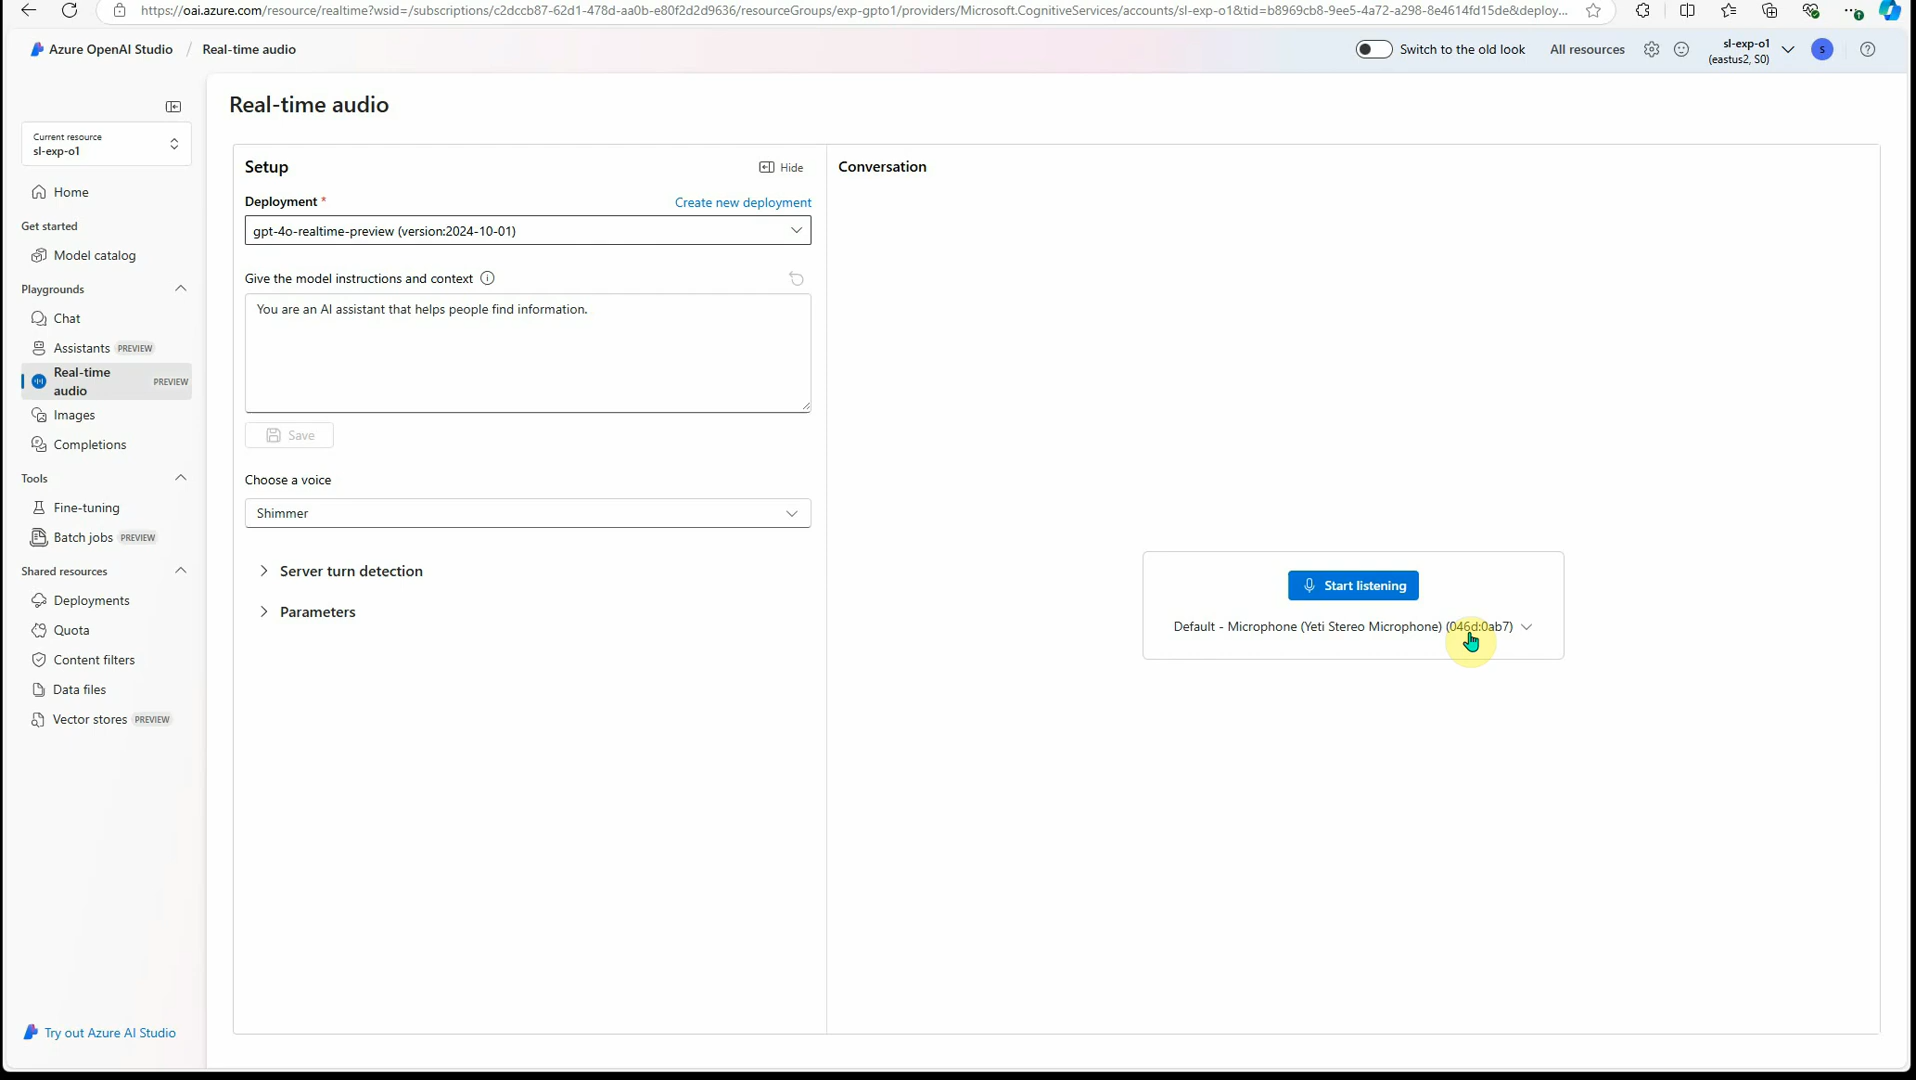 https://oai.azure.com/resource/realtime?wsid=/subscriptions/c2dccb87-62d1-478d-aa0b-e80f2d2d9636/resourceGroups/exp-gpto1/providers/Microsoft.CognitiveServices/accounts/sl-exp-o1&tid=b8969cb8-9ee5-4a72-a298-8e4614fd15de&deploy...
Azure OpenAI Studio / Real-time audio
Switch to the old look
All resources
sl-exp-o1
(eastus2, S0)
S
Current resource
sl-exp-o1
Home
Get started
Model catalog
Playgrounds
Chat
Assistants PREVIEW
Real-time audio PREVIEW
Images
Completions
Tools
Fine-tuning
Batch jobs PREVIEW
Shared resources
Deployments
Quota
Content filters
Data files
Vector stores PREVIEW
Try out Azure AI Studio
Real-time audio
Setup
Hide
Deployment *
Create new deployment
gpt-4o-realtime-preview (version:2024-10-01)
Give the model instructions and context
You are an AI assistant that helps people find information.
Save
Choose a voice
Shimmer
Server turn detection
Parameters
Conversation
Start listening
Default - Microphone (Yeti Stereo Microphone) (046d:0ab7)